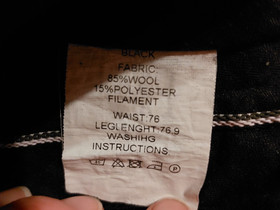 BLACK
FABRIC:
85%WOOL
15%POLYESTER
FILAMENT
WAIST:76
LEGLENGHT:76,9
WASHIHG
INSTRUCTIONS